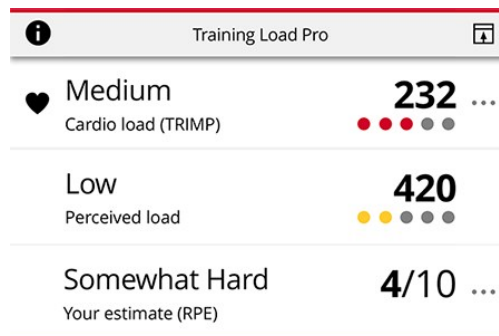 Training Load Pro
Medium 232
Cardio load (TRIMP)
Low 420
Perceived load
Somewhat Hard 4/10
Your estimate (RPE)